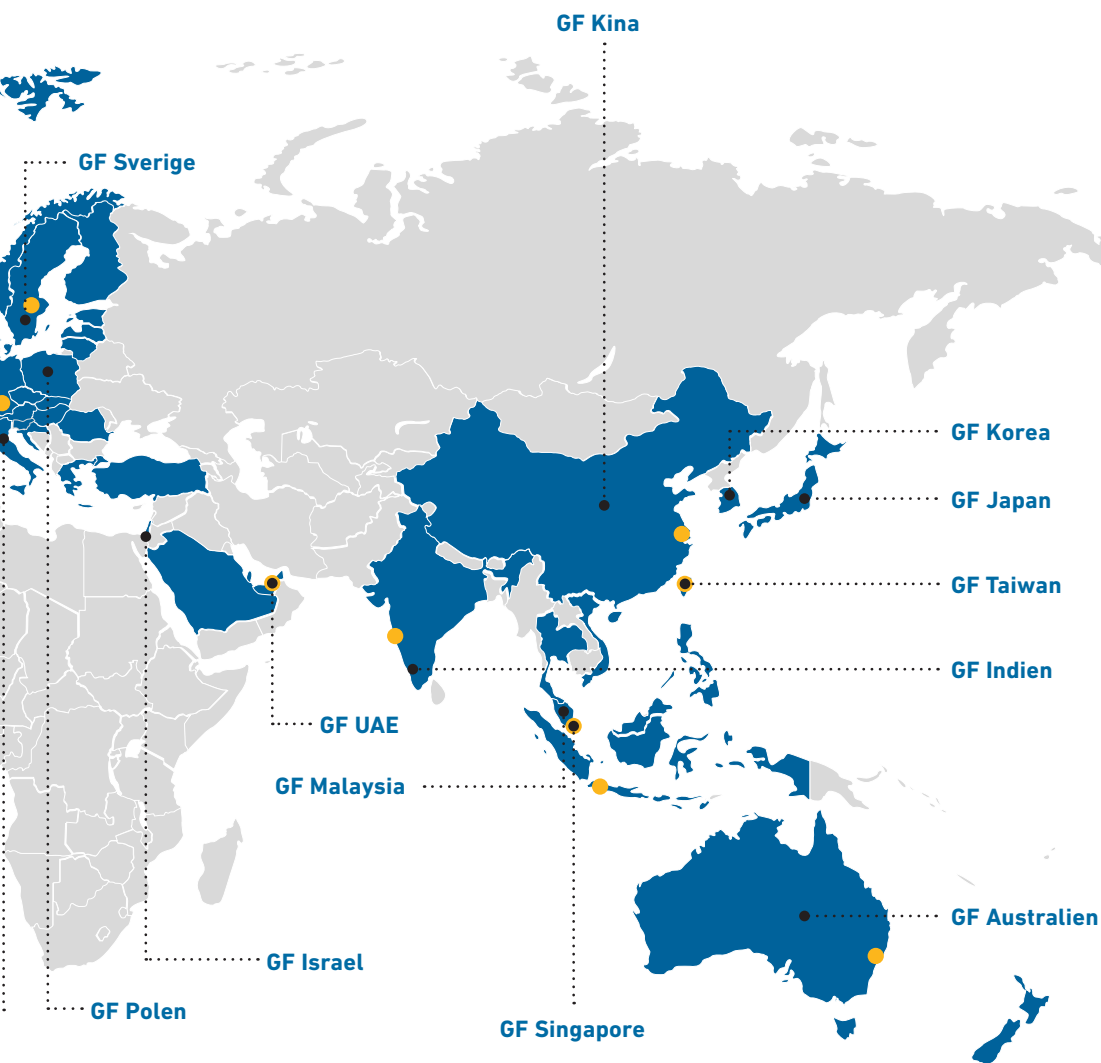 GF Kina
GF Sverige
GF Korea
GF Japan
GF Taiwan
GF Indien
GF UAE
GF Malaysia
GF Australien
GF Israel
GF Polen
GF Singapore